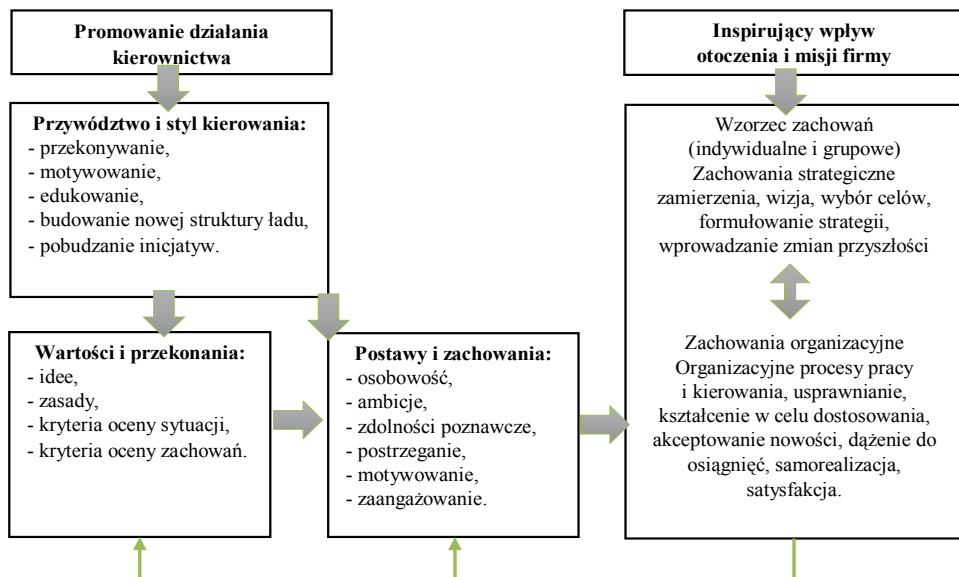 Promowanie działania
kierownictwa
Inspirujący wpływ
otoczenia i misji firmy
Przywództwo i styl kierowania:
- przekonywanie,
- motywowanie,
- edukowanie,
- budowanie nowej struktury ładu,
- pobudzanie inicjatyw.
Wzorzec zachowań
(indywidualne i grupowe)
Zachowania strategiczne
zamierzenia, wizja, wybór celów,
formułowanie strategii,
wprowadzanie zmian przyszłości
Wartości i przekonania:
- idee,
- zasady,
- kryteria oceny sytuacji,
- kryteria oceny zachowań.
Postawy i zachowania:
- osobowość,
- ambicje,
- zdolności poznawcze,
- postrzeganie,
- motywowanie,
- zaangażowanie.
Zachowania organizacyjne
Organizacyjne procesy pracy
i kierowania, usprawnianie,
kształcenie w celu dostosowania,
akceptowanie nowości, dążenie do
osiągnięć, samorealizacja,
satysfakcja.